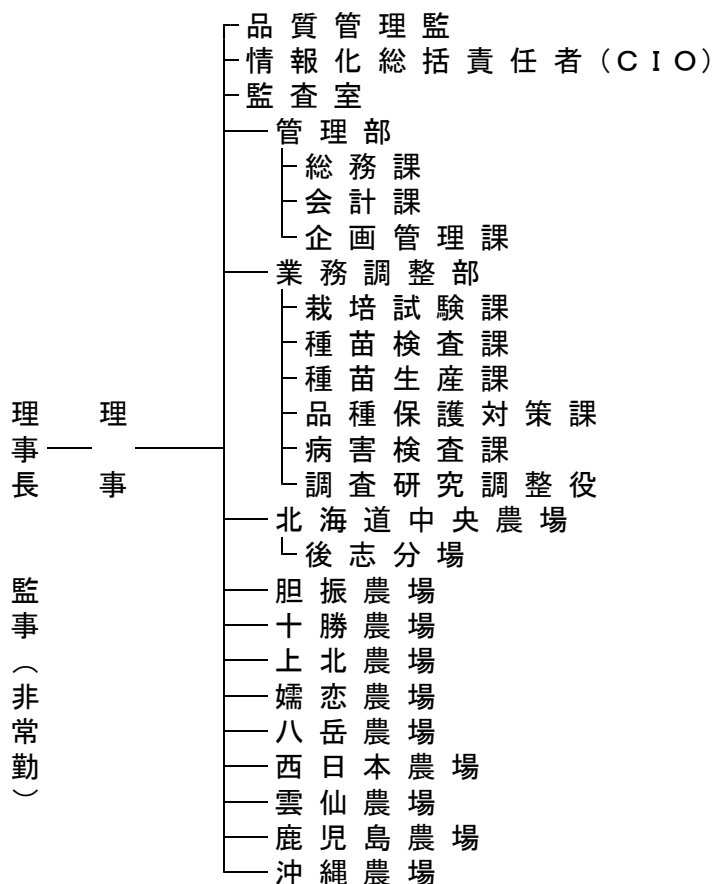 品質管理監
情報化総括責任者(CIO)
監査室
管理部
総務課
会計課
企画管理課
業務調整部
栽培試験課
種苗検査課
種苗生産課
品種保護対策課
病害検査課
調査研究調整役
理事長
理事
北海道中央農場
後志分場
胆振農場
十勝農場
上北農場
嬬恋農場
八岳農場
西日本農場
雲仙農場
鹿児島農場
沖縄農場
監事(非常勤)